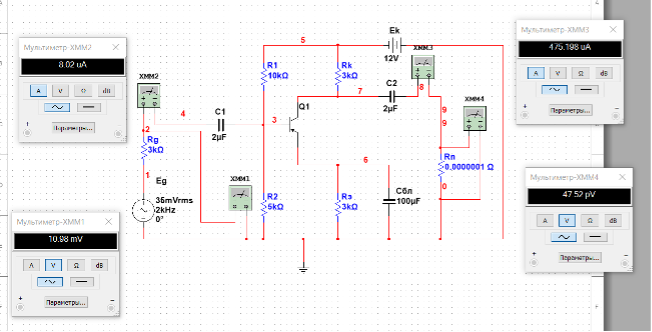 Мультиметр-XMM2
8.02 uA
A
V
Ω
dB
+
Параметры...
−
Мультиметр-XMM1
10.98 mV
A
V
Ω
dB
+
Параметры...
−
Мультиметр-XMM3
475.198 uA
A
V
Ω
dB
+
Параметры...
−
Мультиметр-XMM4
47.52 pV
A
V
Ω
dB
+
Параметры...
−
XMM2
4
2
Rg
3kΩ
1
Eg
35mVrms
2kHz
0°
C1
2µF
XMM1
5
R1
10kΩ
3
R2
5kΩ
Q1
Rk
3kΩ
Ek
12V
7
C2
2µF
XMM3
8
6
Rэ
3kΩ
Cбл
100µF
XMM4
9
9
Rл
0.0000001 Ω
0